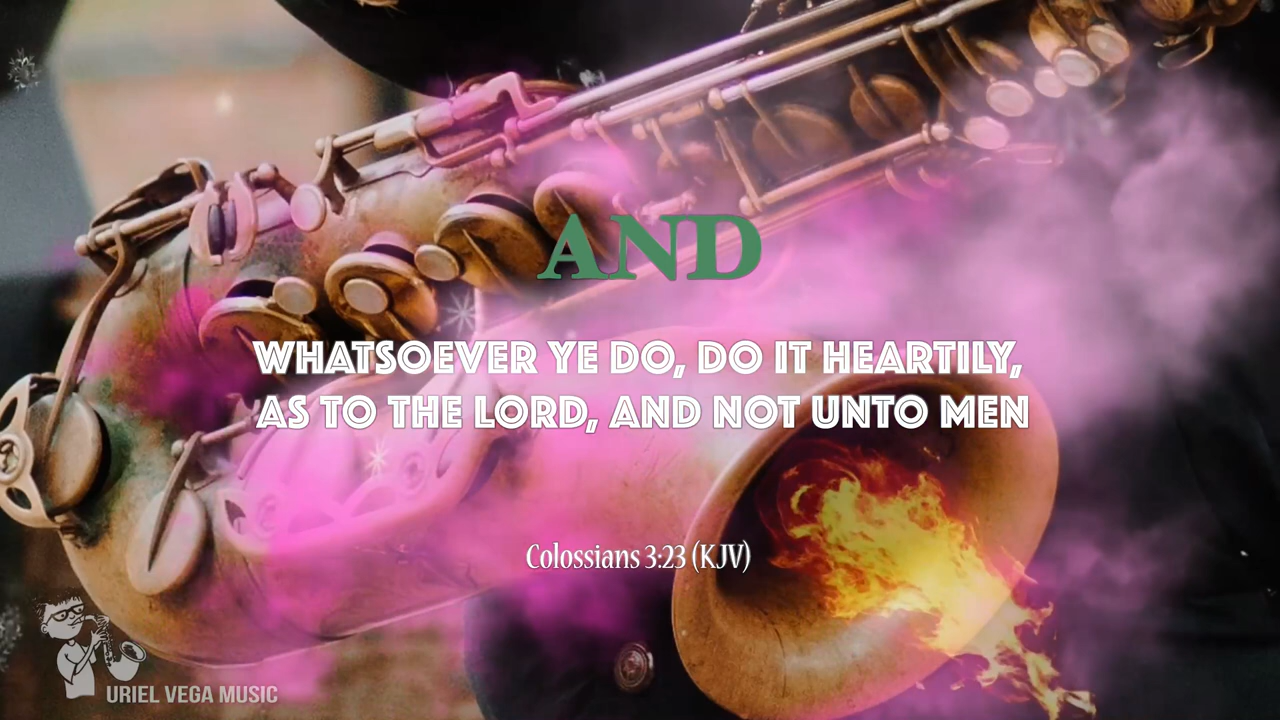 AND
WHATSOEVER YE DO, DO IT HEARTILY,
AS TO THE LORD, AND NOT UNTO MEN
Colossians 3:23 (KJV)
URIEL VEGA MUSIC